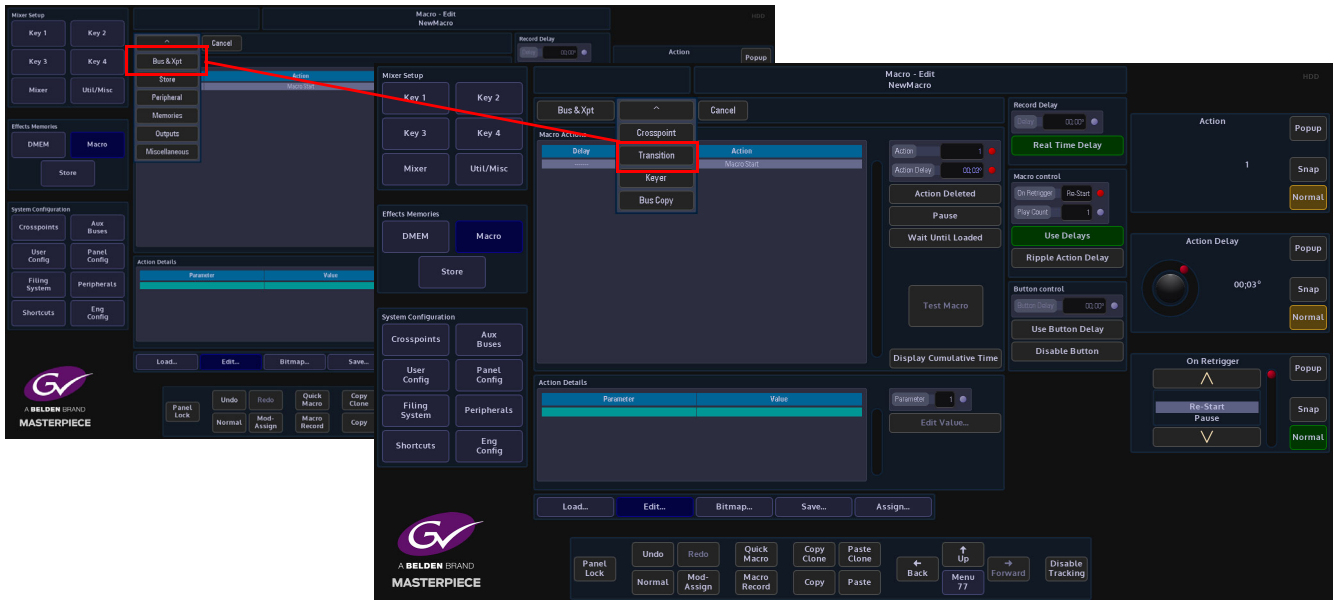 Mixer Setup
Key 1
Key 2
Key 3
Key 4
Mixer
Util/Misc
Effects Memories
DMEM
Macro
Store
System Configuration
Crosspoints
Aux
Buses
User
Config
Panel
Config
Filing
System
Peripherals
Shortcuts
Eng
Config
GV
A BELDEN BRAND
MASTERPIECE
Macro - Edit
NewMacro
HDD
Cancel
Bus & Xpt
Store
Peripheral
Memories
Outputs
Miscellaneous
Action
Macro Start
Record Delay
Delay
00;00°
Action
Popup
Action Details
Parameter
Value
Load...
Edit...
Bitmap...
Save...
Panel
Lock
Undo
Redo
Quick
Macro
Copy
Clone
Normal
Mod-
Assign
Macro
Record
Copy
Mixer Setup
Key 1
Key 2
Key 3
Key 4
Mixer
Util/Misc
Effects Memories
DMEM
Macro
Store
System Configuration
Crosspoints
Aux
Buses
User
Config
Panel
Config
Filing
System
Peripherals
Shortcuts
Eng
Config
GV
A BELDEN BRAND
MASTERPIECE
Macro - Edit
NewMacro
HDD
Bus & Xpt
Cancel
Crosspoint
Transition
Keyer
Bus Copy
Macro Actions
Delay
Action
Macro Start
Action
1
Action Delay
00;03°
Action Deleted
Pause
Wait Until Loaded
Test Macro
Display Cumulative Time
Action Details
Parameter
Value
Parameter
1
Edit Value...
Record Delay
Delay
00;00°
Real Time Delay
Macro control
On Retrigger
Re-Start
Play Count
1
Use Delays
Ripple Action Delay
Button control
Button Delay
00;00°
Use Button Delay
Disable Button
Action
Popup
1
Snap
Normal
Action Delay
Popup
00;03°
Snap
Normal
On Retrigger
Popup
Re-Start
Pause
Snap
Normal
Load...
Edit...
Bitmap...
Save...
Assign...
Panel
Lock
Undo
Redo
Quick
Macro
Copy
Clone
Paste
Clone
Normal
Mod-
Assign
Macro
Record
Copy
Paste
Back
Up
Menu
77
Forward
Disable
Tracking